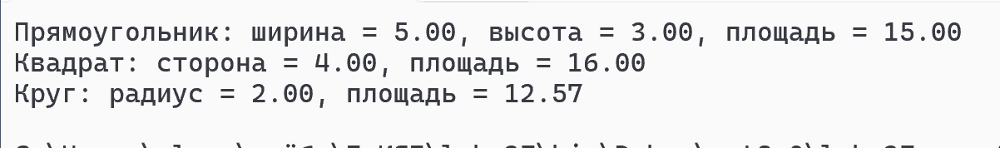 Прямоугольник: ширина = 5.00, высота = 3.00, площадь = 15.00
Квадрат: сторона = 4.00, площадь = 16.00
Круг: радиус = 2.00, площадь = 12.57